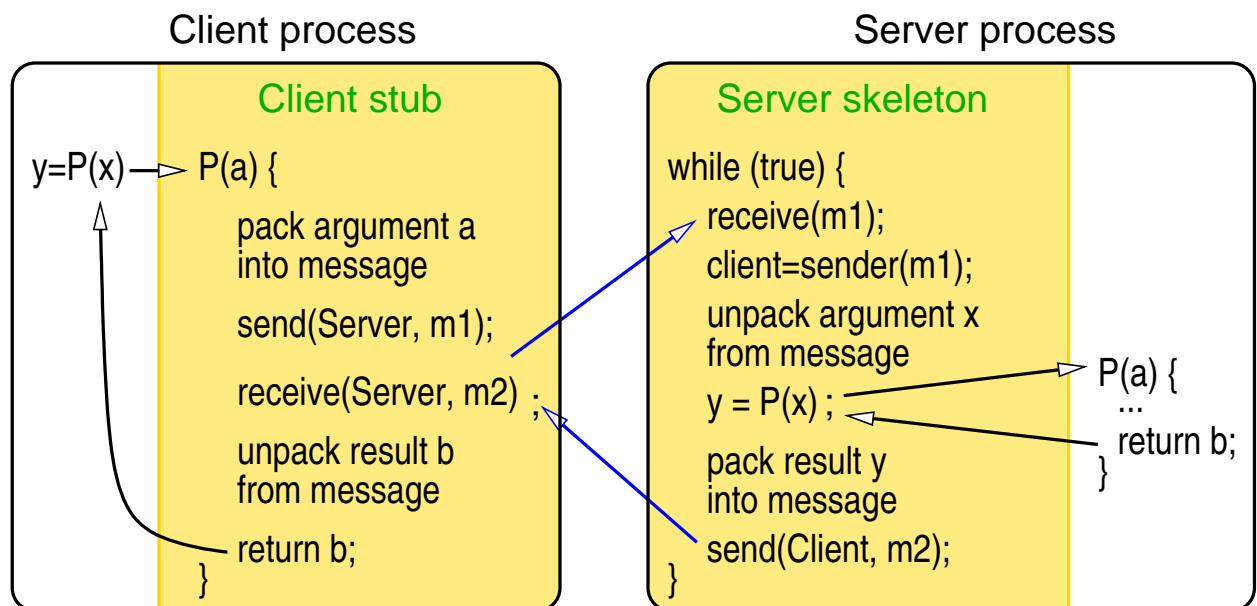 Client process
Client stub
y=P(x)
P(a) {
pack argument a
into message
send(Server, m1);
receive(Server, m2) ;
unpack result b
from message
return b;
}
Server process
Server skeleton
while (true) {
receive(m1);
client=sender(m1);
unpack argument x
from message
y = P(x) ;
pack result y
into message
send(Client, m2);
}
P(a) {
...
return b;
}